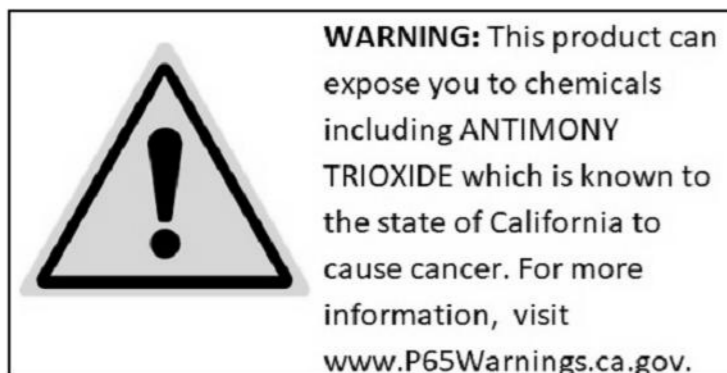 WARNING: This product can
expose you to chemicals
including ANTIMONY
TRIOXIDE which is known to
the state of California to
cause cancer. For more
information, visit
www.P65Warnings.ca.gov.